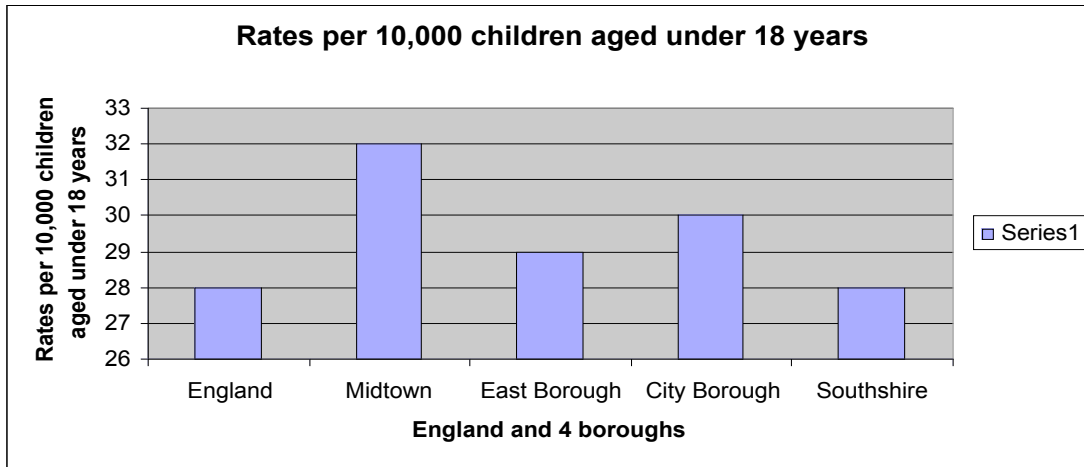 Rates per 10,000 children aged under 18 years
Rates per 10,000 children
aged under 18 years
33
32
31
30
29
28
27
26
England
Midtown
East Borough
City Borough
Southshire
England and 4 boroughs
Series1